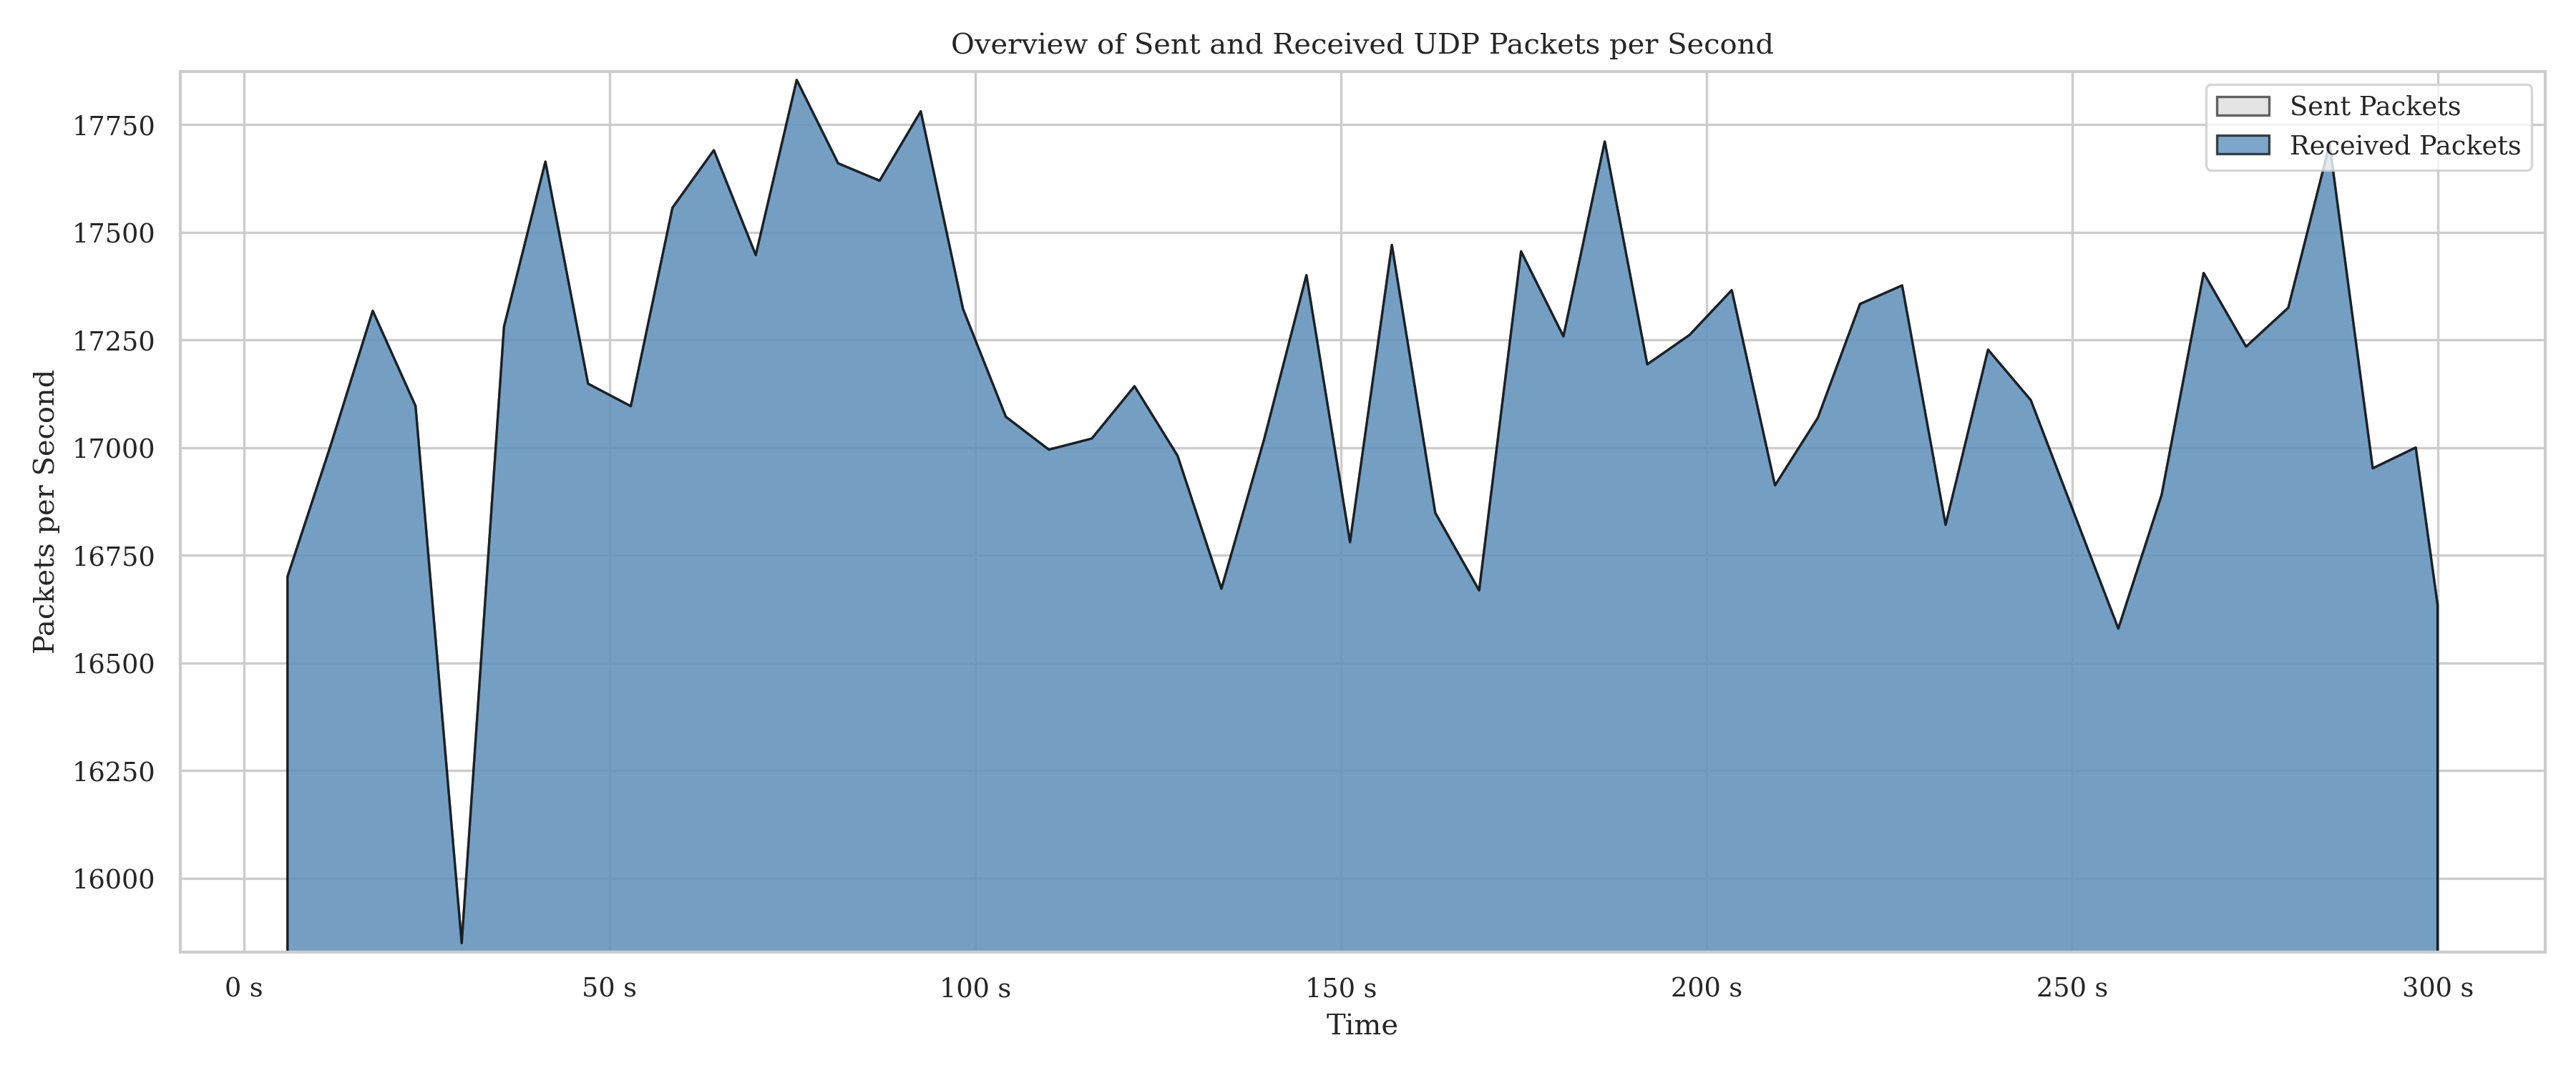 Overview of Sent and Received UDP Packets per Second
Sent Packets
Received Packets
Packets per Second
17750
17500
17250
17000
16750
16500
16250
16000
0 s
50 s
100 s
150 s
200 s
250 s
300 s
Time